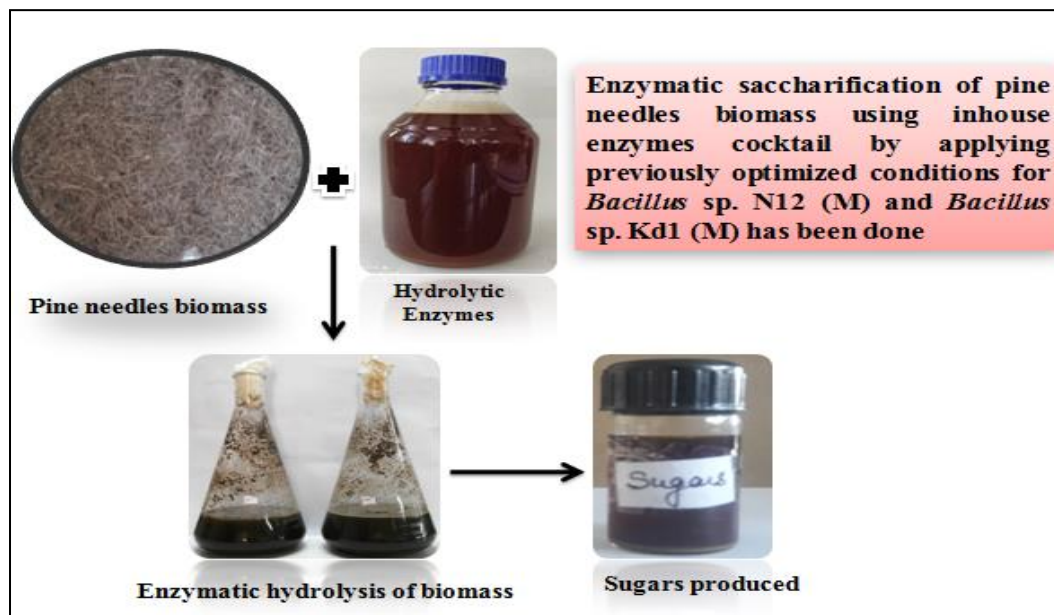 Enzymatic saccharification of pine
needles biomass using inhouse
enzymes cocktail by applying
previously optimized conditions for
Bacillus sp. N12 (M) and Bacillus
sp. Kd1 (M) has been done
Pine needles biomass
Hydrolytic
Enzymes
Sugars
Enzymatic hydrolysis of biomass
Sugars produced